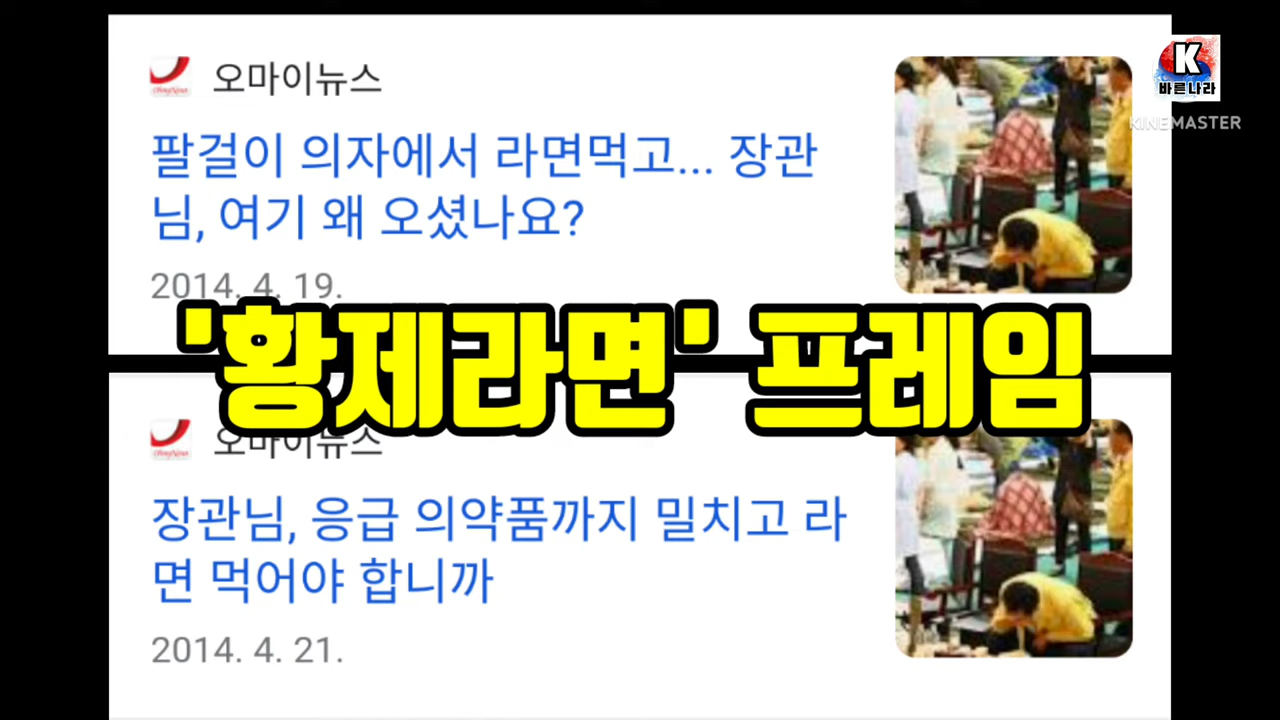 오마이뉴스
K
바른나라
KINEMASTER
팔걸이 의자에서 라면먹고... 장관
님, 여기 왜 오셨나요?
2014. 4. 19.
'황제라면' 프레임
오마이뉴스
장관님, 응급 의약품까지 밀치고 라
면 먹어야 합니까
2014. 4. 21.